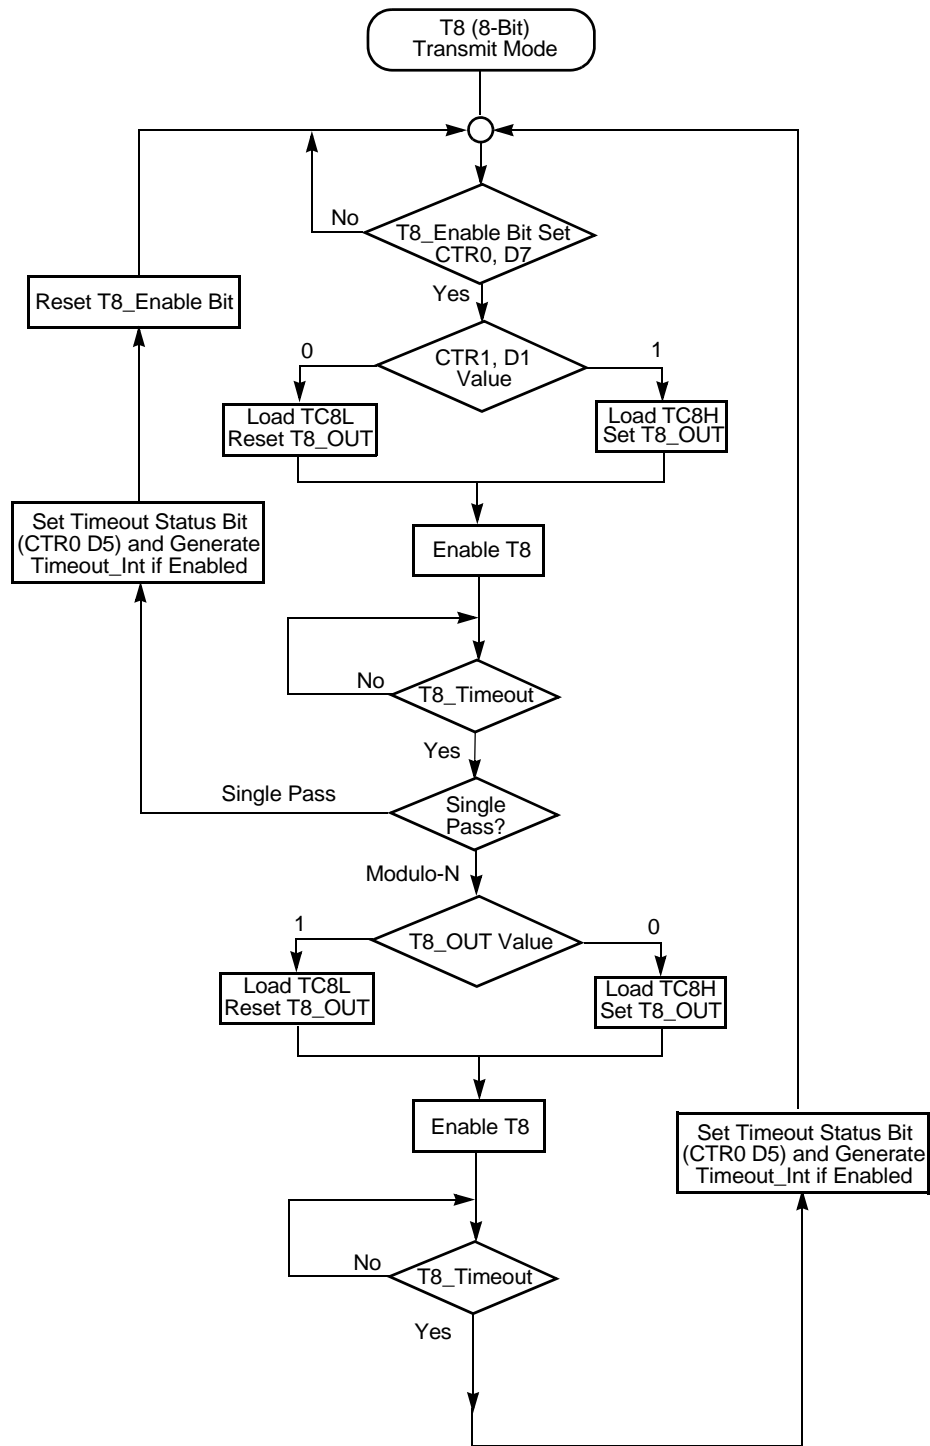 T8 (8-Bit)
Transmit Mode
No
T8_Enable Bit Set
CTR0, D7
Yes
Reset T8_Enable Bit
0
CTR1, D1
Value
1
Load TC8L
Reset T8_OUT
Load TC8H
Set T8_OUT
Set Timeout Status Bit
(CTR0 D5) and Generate
Timeout_Int if Enabled
Enable T8
No
T8_Timeout
Yes
Single Pass
Single
Pass?
Modulo-N
1
T8_OUT Value
0
Load TC8L
Reset T8_OUT
Load TC8H
Set T8_OUT
Enable T8
Set Timeout Status Bit
(CTR0 D5) and Generate
Timeout_Int if Enabled
No
T8_Timeout
Yes